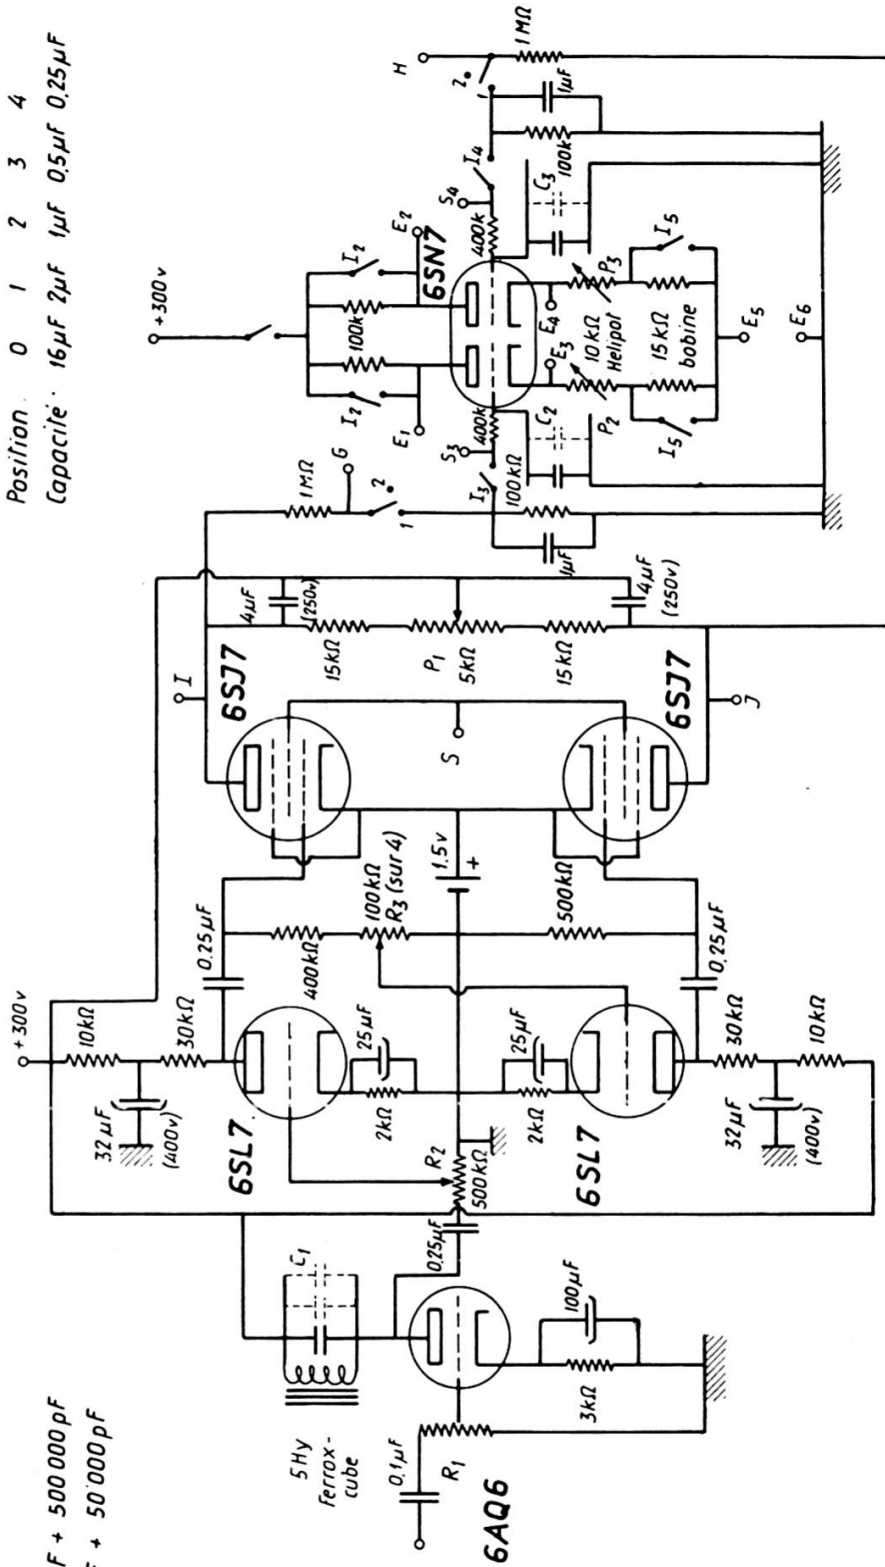 F + 500 000 pF
F + 50 000 pF
Position . 0 1 2 3 4
Capacité · 16µF 2µF 1µF 0,5µF 0,25µF
0,1µF
R1
6AQ6
5Hy
Ferrox-
cube
C1
3kΩ
100µF
0,25µF
R2
500kΩ
+300v
10kΩ
32µF
(400v)
30kΩ
0.25µF
6SL7
2kΩ
25µF
2kΩ
25µF
6SL7
30kΩ
0,25µF
32µF
(400v)
10kΩ
400kΩ
100kΩ
R3 (sur 4)
1.5v
+
500kΩ
I
6SJ7
S
6SJ7
J
4µF
(250v)
15kΩ
P1
5kΩ
15kΩ
4µF
(250v)
1MΩ
G
2
1
I3
100kΩ
1µF
S3
400k
+300v
I2
100k
I2
E1
E2
6SN7
C2
C3
E3
E4
P2
10kΩ
Helipot
P3
I5
15kΩ
bobine
I5
E5
E6
400k
S4
I4
100k
1µF
1
2
H
1MΩ